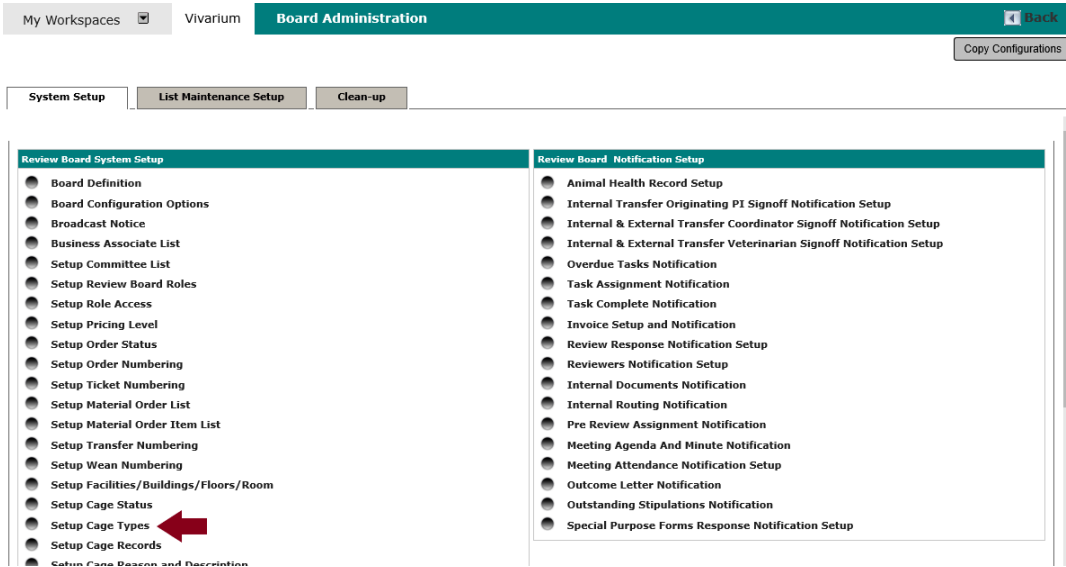 My Workspaces Vivarium Board Administration Back
Copy Configurations
System Setup List Maintenance Setup Clean-up
Review Board System Setup
Board Definition
Board Configuration Options
Broadcast Notice
Business Associate List
Setup Committee List
Setup Review Board Roles
Setup Role Access
Setup Pricing Level
Setup Order Status
Setup Order Numbering
Setup Ticket Numbering
Setup Material Order List
Setup Material Order Item List
Setup Transfer Numbering
Setup Wean Numbering
Setup Facilities/Buildings/Floors/Room
Setup Cage Status
Setup Cage Types
Setup Cage Records
Setup Cage Reason and Description
Review Board Notification Setup
Animal Health Record Setup
Internal Transfer Originating PI Signoff Notification Setup
Internal & External Transfer Coordinator Signoff Notification Setup
Internal & External Transfer Veterinarian Signoff Notification Setup
Overdue Tasks Notification
Task Assignment Notification
Task Complete Notification
Invoice Setup and Notification
Review Response Notification Setup
Reviewers Notification Setup
Internal Documents Notification
Internal Routing Notification
Pre Review Assignment Notification
Meeting Agenda And Minute Notification
Meeting Attendance Notification Setup
Outcome Letter Notification
Outstanding Stipulations Notification
Special Purpose Forms Response Notification Setup